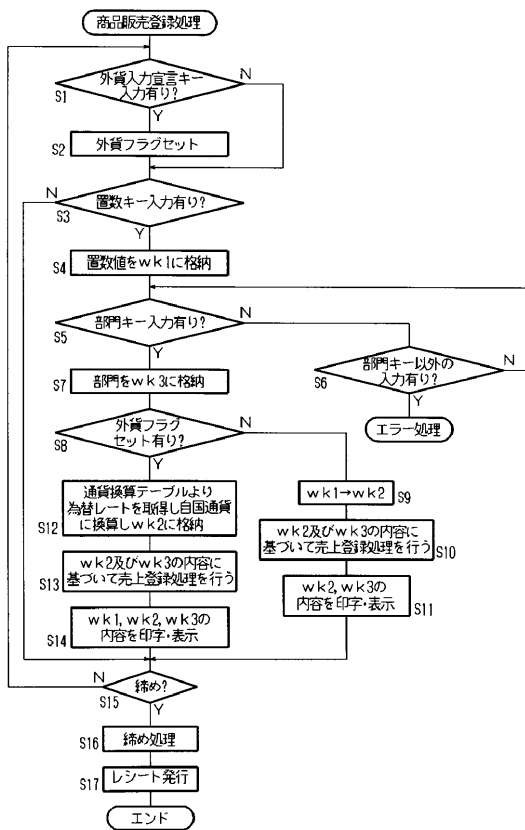 商品販売登録処理
外貨入力宣言キー
入力有り?
N
S1
Y
S2
外貨フラグセット
N
置数キー入力有り?
S3
Y
S4
置数値をwk1に格納
部門キー入力有り?
N
S5
Y
部門キー以外の
入力有り?
N
S6
Y
エラー処理
S7
部門をwk3に格納
外貨フラグ
セット有り?
N
S8
Y
通貨換算テーブルより
為替レートを取得し自国通貨
に換算しwk2に格納
S12
wk1→wk2
S9
wk2及びwk3の内容に
基づいて売上登録処理を行う
S10
wk2及びwk3の内容に
基づいて売上登録処理を行う
S13
wk2,wk3の
内容を印字・表示
S11
wk1,wk2,wk3の
内容を印字・表示
S14
N
締め?
S15
Y
S16
締め処理
S17
レシート発行
エンド